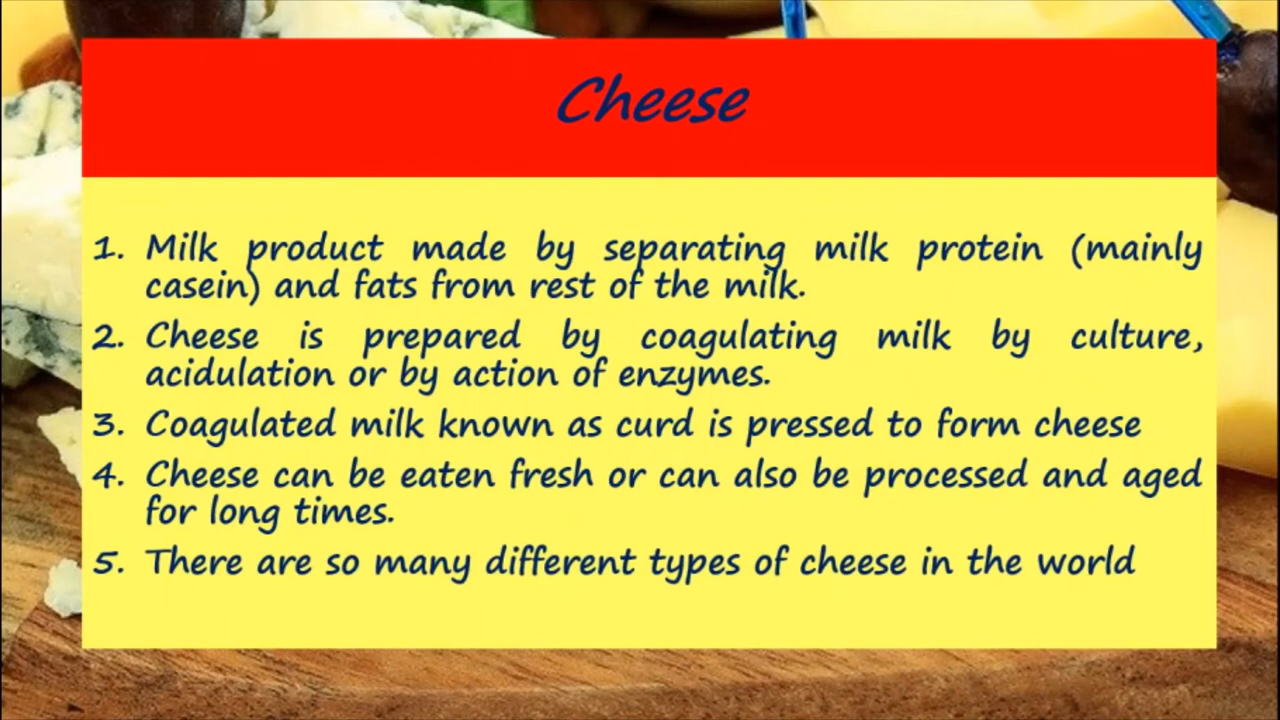 Cheese
1. Milk product made by separating milk protein (mainly
casein) and fats from rest of the milk.
2. Cheese is prepared by coagulating milk by culture,
acidulation or by action of enzymes.
3. Coagulated milk known as curd is pressed to form cheese
4. Cheese can be eaten fresh or can also be processed and aged
for long times.
5. There are so many different types of cheese in the world